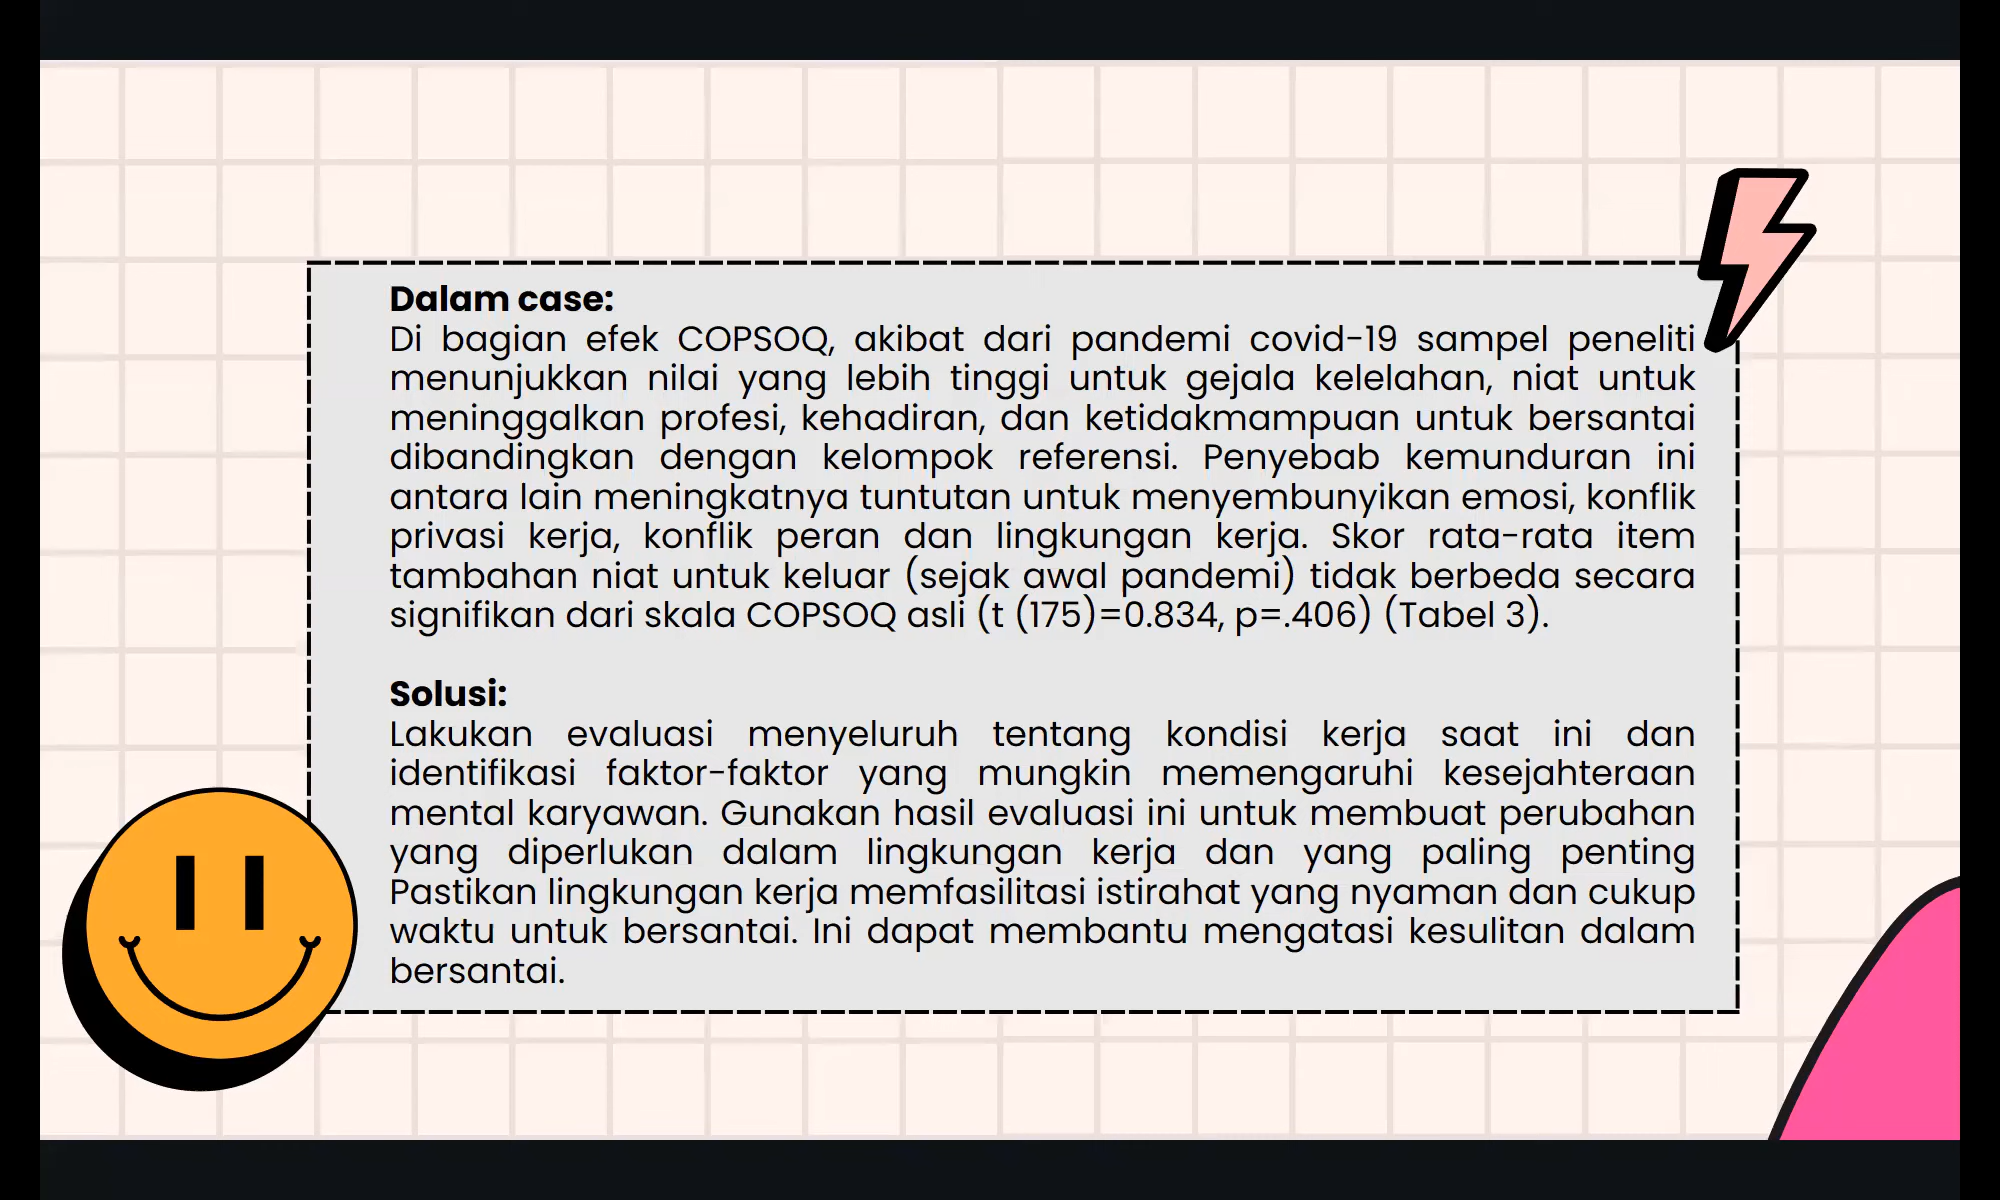 Dalam case:
Di bagian efek COPSOQ, akibat dari pandemi covid-19 sampel peneliti
menunjukkan nilai yang lebih tinggi untuk gejala kelelahan, niat untuk
meninggalkan profesi, kehadiran, dan ketidakmampuan untuk bersantai
dibandingkan dengan kelompok referensi. Penyebab kemunduran ini
antara lain meningkatnya tuntutan untuk menyembunyikan emosi, konflik
privasi kerja, konflik peran dan lingkungan kerja. Skor rata-rata item
tambahan niat untuk keluar (sejak awal pandemi) tidak berbeda secara
signifikan dari skala COPSOQ asli (t (175)=0.834, p=.406) (Tabel 3).
Solusi:
Lakukan evaluasi menyeluruh tentang kondisi kerja saat ini dan
identifikasi faktor-faktor yang mungkin memengaruhi kesejahteraan
mental karyawan. Gunakan hasil evaluasi ini untuk membuat perubahan
yang diperlukan dalam lingkungan kerja dan yang paling penting
Pastikan lingkungan kerja memfasilitasi istirahat yang nyaman dan cukup
waktu untuk bersantai. Ini dapat membantu mengatasi kesulitan dalam
bersantai.